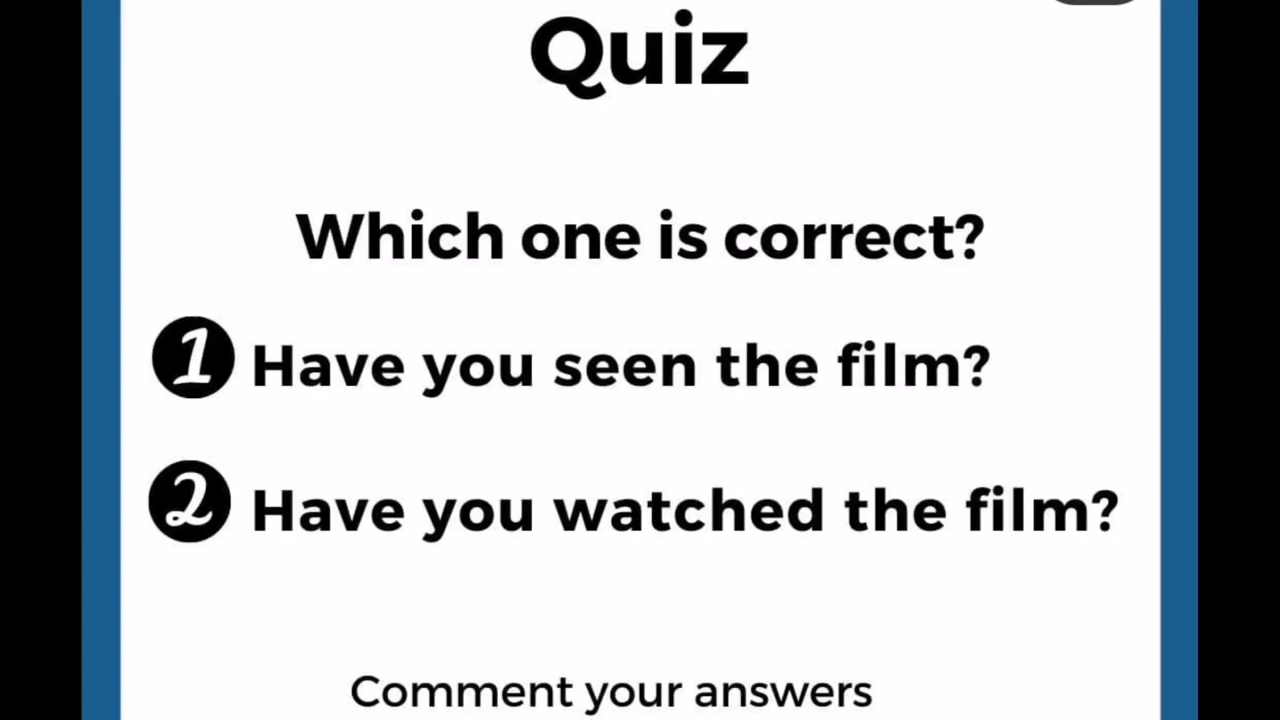 Quiz
Which one is correct?
1 Have you seen the film?
2 Have you watched the film?
Comment your answers